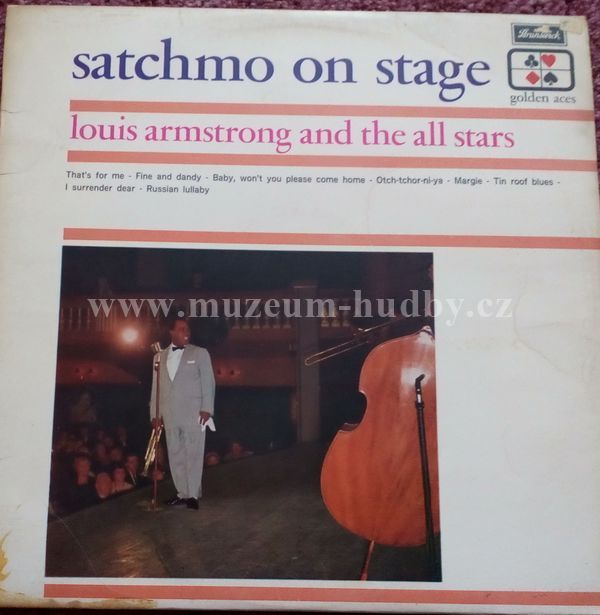 Brunswick
satchmo on stage
golden aces
louis armstrong and the all stars
That's for me - Fine and dandy - Baby, won't you please come home - Otch-tchor-ni-ya - Margie - Tin roof blues -
I surrender dear - Russian lullaby
www.muzeum-hudby.cz